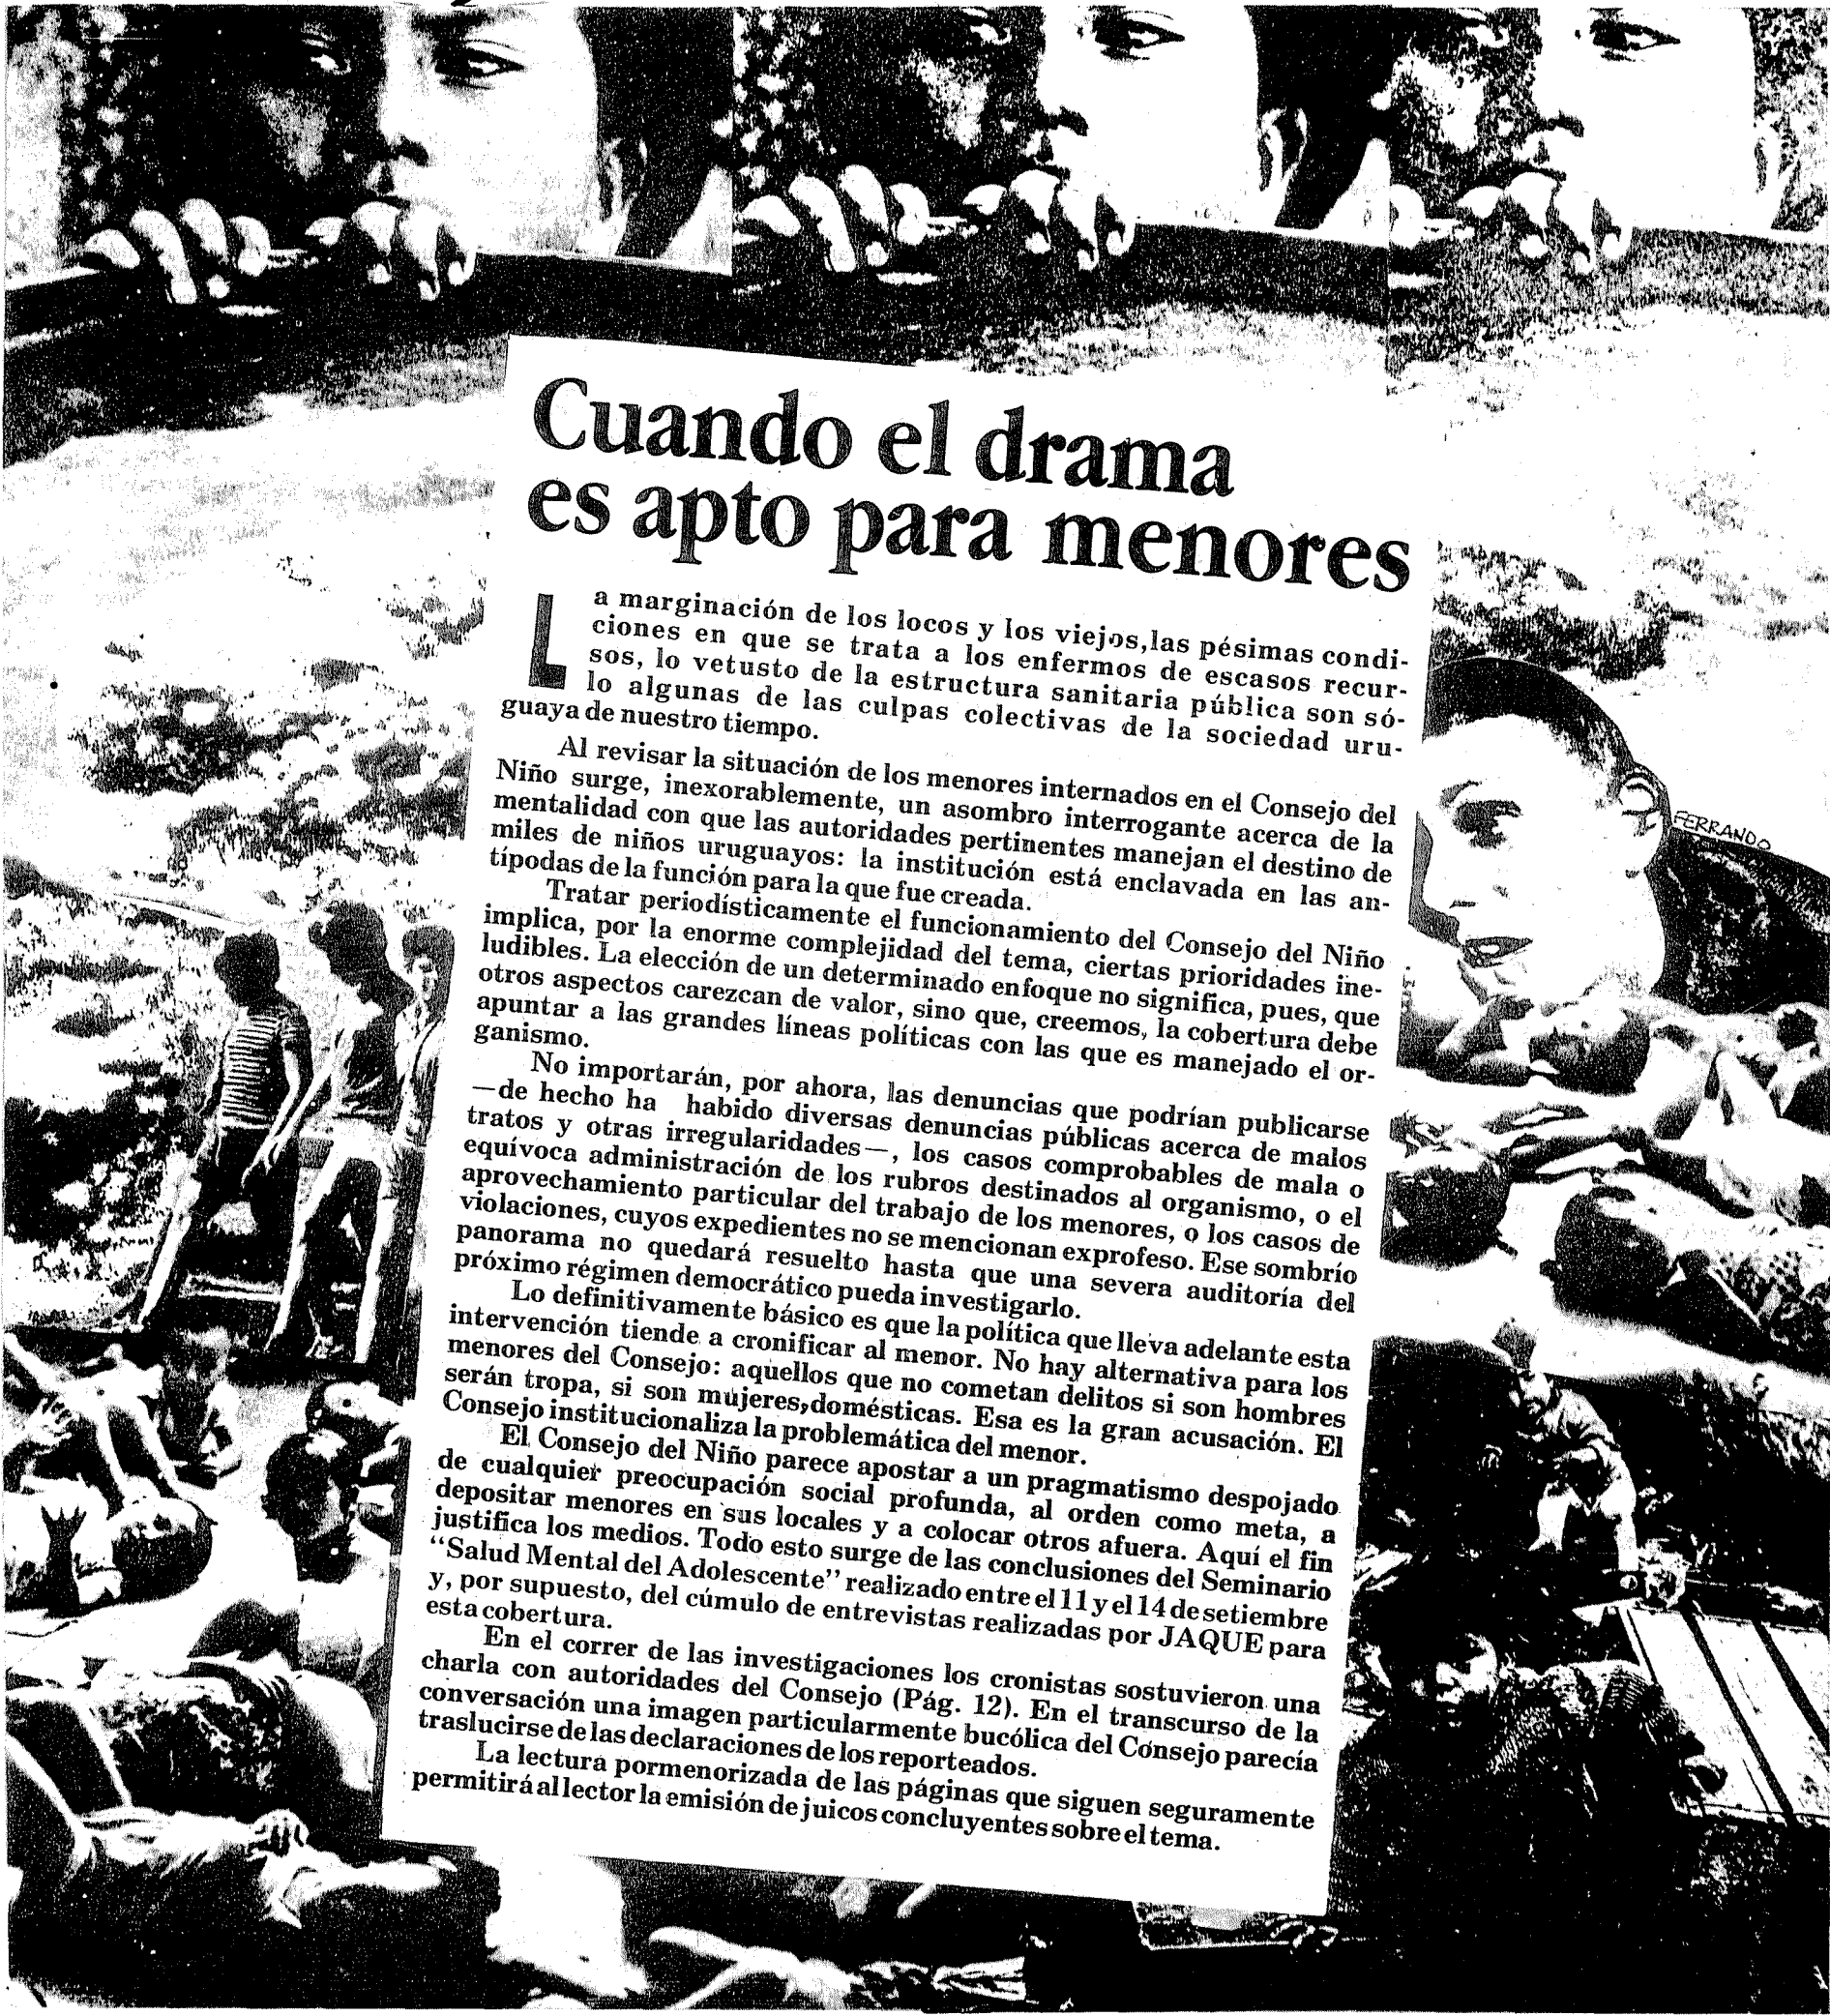 Cuando el drama
es apto para menores
La marginación de los locos y los viejos, las pésimas condi-
ciones en que se trata a los enfermos de escasos recur-
sos, lo vetusto de la estructura sanitaria pública son só-
lo algunas de las culpas colectivas de la sociedad uru-
guaya de nuestro tiempo.
Al revisar la situación de los menores internados en el Consejo del
Niño surge, inexorablemente, un asombro interrogante acerca de la
mentalidad con que las autoridades pertinentes manejan el destino de
miles de niños uruguayos: la institución está enclavada en las an-
típodas de la función para la que fue creada.
Tratar periodísticamente el funcionamiento del Consejo del Niño
implica, por la enorme complejidad del tema, ciertas prioridades ine-
ludibles. La elección de un determinado enfoque no significa, pues, que
otros aspectos carezcan de valor, sino que, creemos, la cobertura debe
apuntar a las grandes líneas políticas con las que es manejado el or-
ganismo.
No importarán, por ahora, las denuncias que podrían publicarse
—de hecho ha habido diversas denuncias públicas acerca de malos
tratos y otras irregularidades—, los casos comprobables de mala o
equívoca administración de los rubros destinados al organismo, o el
aprovechamiento particular del trabajo de los menores, o los casos de
violaciones, cuyos expedientes no se mencionan exprofeso. Ese sombrío
panorama no quedará resuelto hasta que una severa auditoría del
próximo régimen democrático pueda investigarlo.
Lo definitivamente básico es que la política que lleva adelante esta
intervención tiende a cronificar al menor. No hay alternativa para los
menores del Consejo: aquellos que no cometan delitos si son hombres
serán tropa, si son mujeres, domésticas. Esa es la gran acusación. El
Consejo institucionaliza la problemática del menor.
El Consejo del Niño parece apostar a un pragmatismo despojado
de cualquier preocupación social profunda, al orden como meta, a
depositar menores en sus locales y a colocar otros afuera. Aquí el fin
justifica los medios. Todo esto surge de las conclusiones del Seminario
"Salud Mental del Adolescente" realizado entre el 11 y el 14 de setiembre
y, por supuesto, del cúmulo de entrevistas realizadas por JAQUE para
esta cobertura.
En el correr de las investigaciones los cronistas sostuvieron una
charla con autoridades del Consejo (Pág. 12). En el transcurso de la
conversación una imagen particularmente bucólica del Consejo parecía
traslucirse de las declaraciones de los reporteados.
La lectura pormenorizada de las páginas que siguen seguramente
permitirá al lector la emisión de juicos concluyentes sobre el tema.
FERRANDO